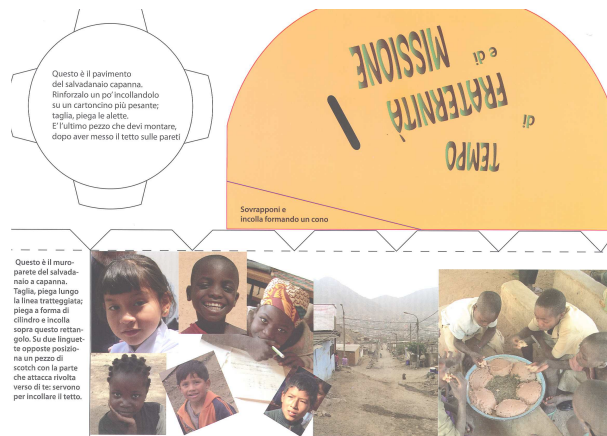 Questo è il pavimento
del salvadanaio capanna.
Rinforzalo un po' incollandolo
su un cartoncino più pesante;
taglia, piega le alette.
E' l'ultimo pezzo che devi montare,
dopo aver messo il tetto sulle pareti
TEMPO
di
FRATERNITÀ
e di
MISSIONE
Sovrapponi e
incolla formando un cono
Questo è il muro-
parete del salvada-
naio a capanna.
Taglia, piega lungo
la linea tratteggiata;
piega a forma di
cilindro e incolla
sopra questo rettan-
golo. Su due linguet-
te opposte posizio-
na un pezzo di
scotch con la parte
che attacca rivolta
verso di te: servono
per incollare il tetto.